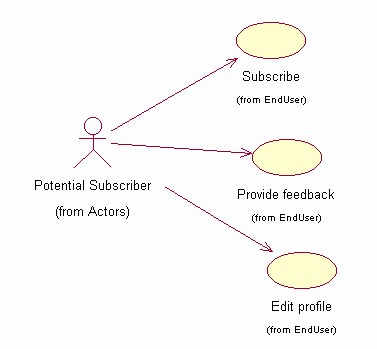 Subscribe
(from EndUser)
Potential Subscriber
(from Actors)
Provide feedback
(from EndUser)
Edit profile
(from EndUser)